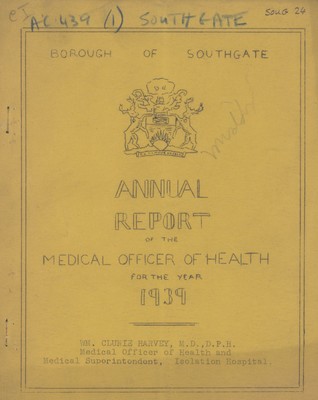 AC 439 (1) SOUTHGATE
SOUG 24
BOROUGH OF SOUTHGATE
ANNUAL
REPORT
OF THE
MEDICAL OFFICER OF HEALTH
FOR THE YEAR
1939
MR. CLUNIE HARVEY, M.D., D.P.H.
Medical Officer of Health and
Medical Superintendent, Isolation Hospital.